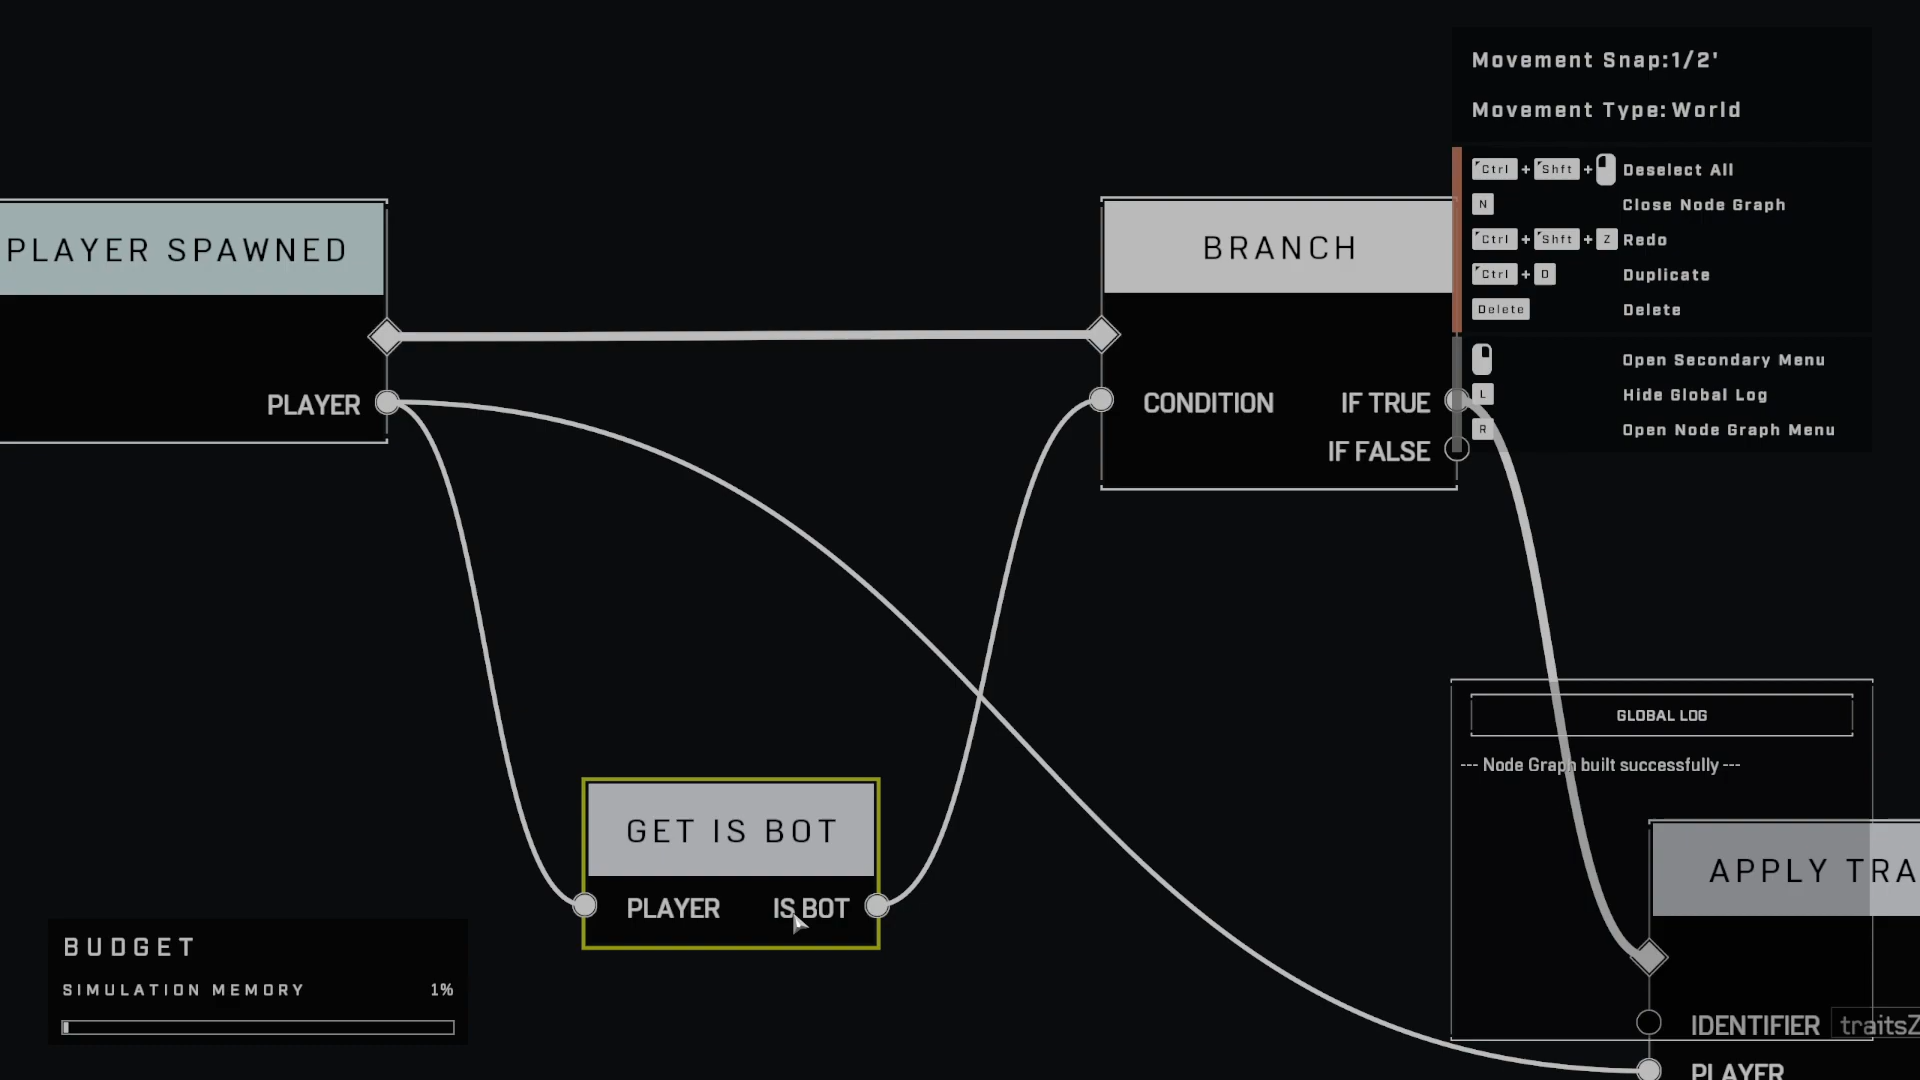 Movement Snap:1/2'
Movement Type: World
Ctrl + Shft + Deselect All
N Close Node Graph
Ctrl + Shft + Z Redo
Ctrl + D Duplicate
Delete Delete
Open Secondary Menu
L Hide Global Log
R Open Node Graph Menu
PLAYER SPAWNED
PLAYER
BRANCH
CONDITION IF TRUE
IF FALSE
GLOBAL LOG
--- Node Graph built successfully ---
GET IS BOT
PLAYER IS BOT
APPLY TRA
IDENTIFIER traitsZ
PLAYER
BUDGET
SIMULATION MEMORY 1%